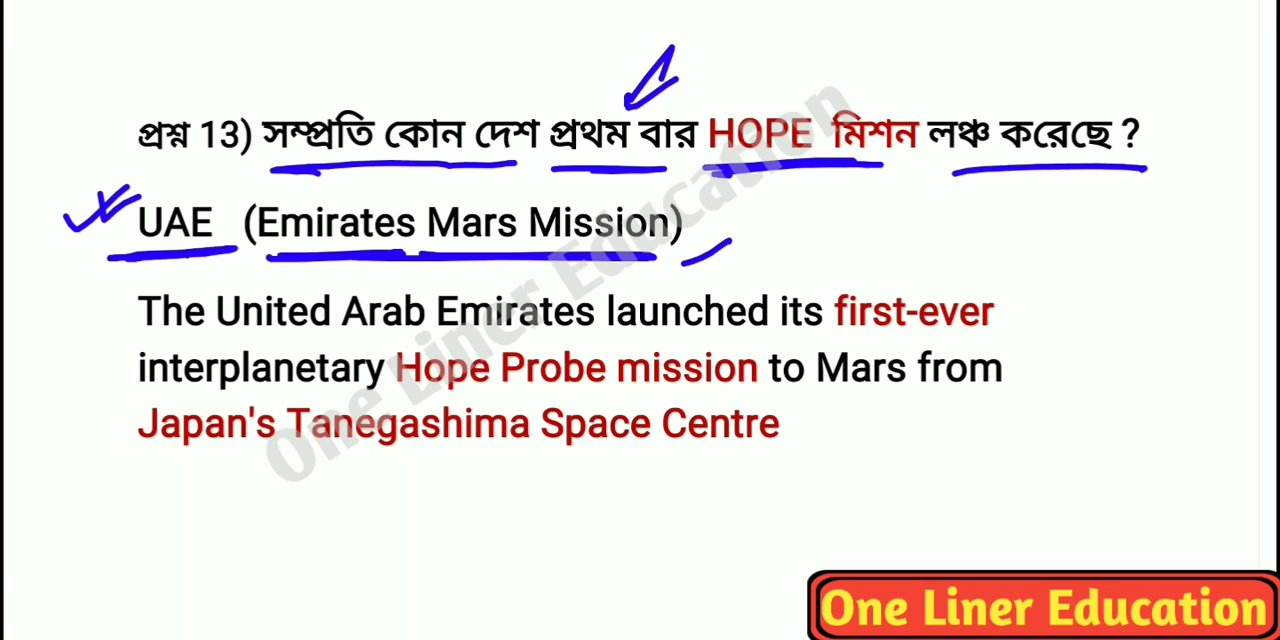 প্রশ্ন 13) সম্প্রতি কোন দেশ প্রথম বার HOPE মিশন লঞ্চ করেছে ?
UAE (Emirates Mars Mission)
The United Arab Emirates launched its first-ever
interplanetary Hope Probe mission to Mars from
Japan's Tanegashima Space Centre
One Liner Education
One Liner Education